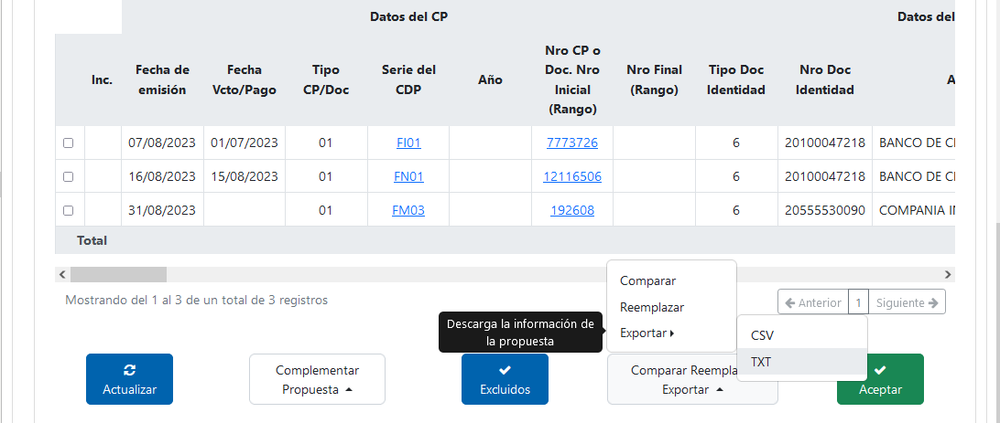 Datos del CP Datos del
Inc. Fecha de emisión Fecha Vcto/Pago Tipo CP/Doc Serie del CDP Año Nro CP o Doc. Nro Inicial (Rango) Nro Final (Rango) Tipo Doc Identidad Nro Doc Identidad A
07/08/2023 01/07/2023 01 FI01 7773726 6 20100047218 BANCO DE C
16/08/2023 15/08/2023 01 FN01 12116506 6 20100047218 BANCO DE C
31/08/2023 01 FM03 192608 6 20555530090 COMPANIA I
Total
Mostrando del 1 al 3 de un total de 3 registros
Anterior 1 Siguiente
Comparar
Reemplazar
Exportar
Descarga la información de
la propuesta
CSV
TXT
Actualizar
Complementar
Propuesta
Excluidos
Comparar Reempla
Exportar
Aceptar